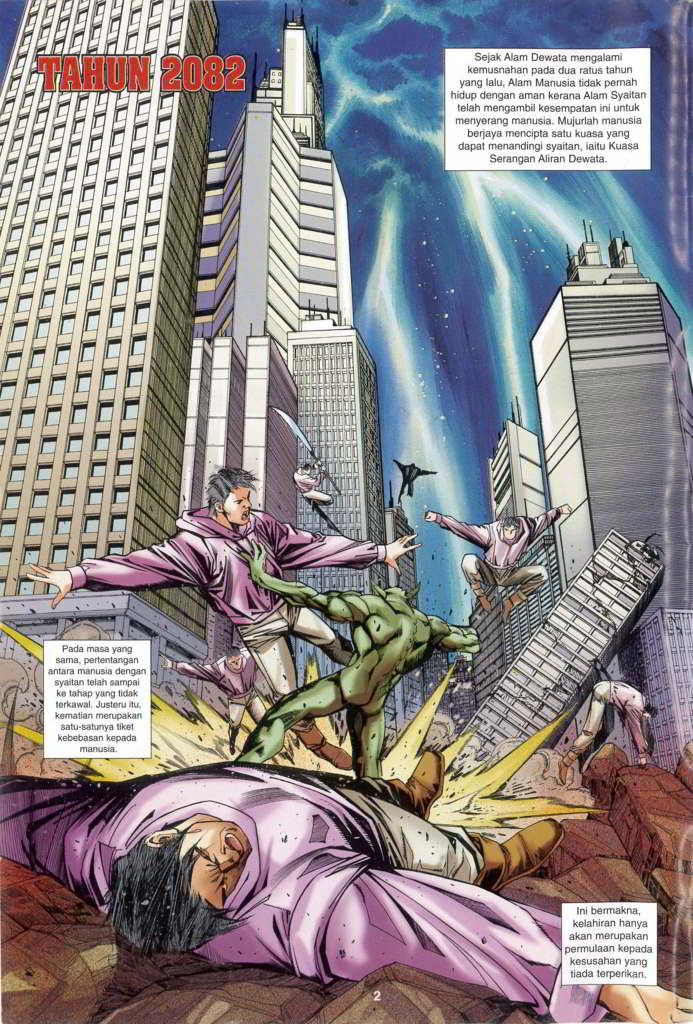 TAHUN 2082
Sejak Alam Dewata mengalami
kemusnahan pada dua ratus tahun
yang lalu, Alam Manusia tidak pernah
hidup dengan aman kerana Alam Syaitan
telah mengambil kesempatan ini untuk
menyerang manusia. Mujurlah manusia
berjaya mencipta satu kuasa yang
dapat menandingi syaitan, iaitu Kuasa
Serangan Aliran Dewata.
Pada masa yang
sama, pertentangan
antara manusia dengan
syaitan telah sampai
ke tahap yang tidak
terkawal. Justeru itu,
kematian merupakan
satu-satunya tiket
kebebasan kepada
manusia.
Ini bermakna,
kelahiran hanya
akan merupakan
permulaan kepada
kesusahan yang
tiada terperikan.
2